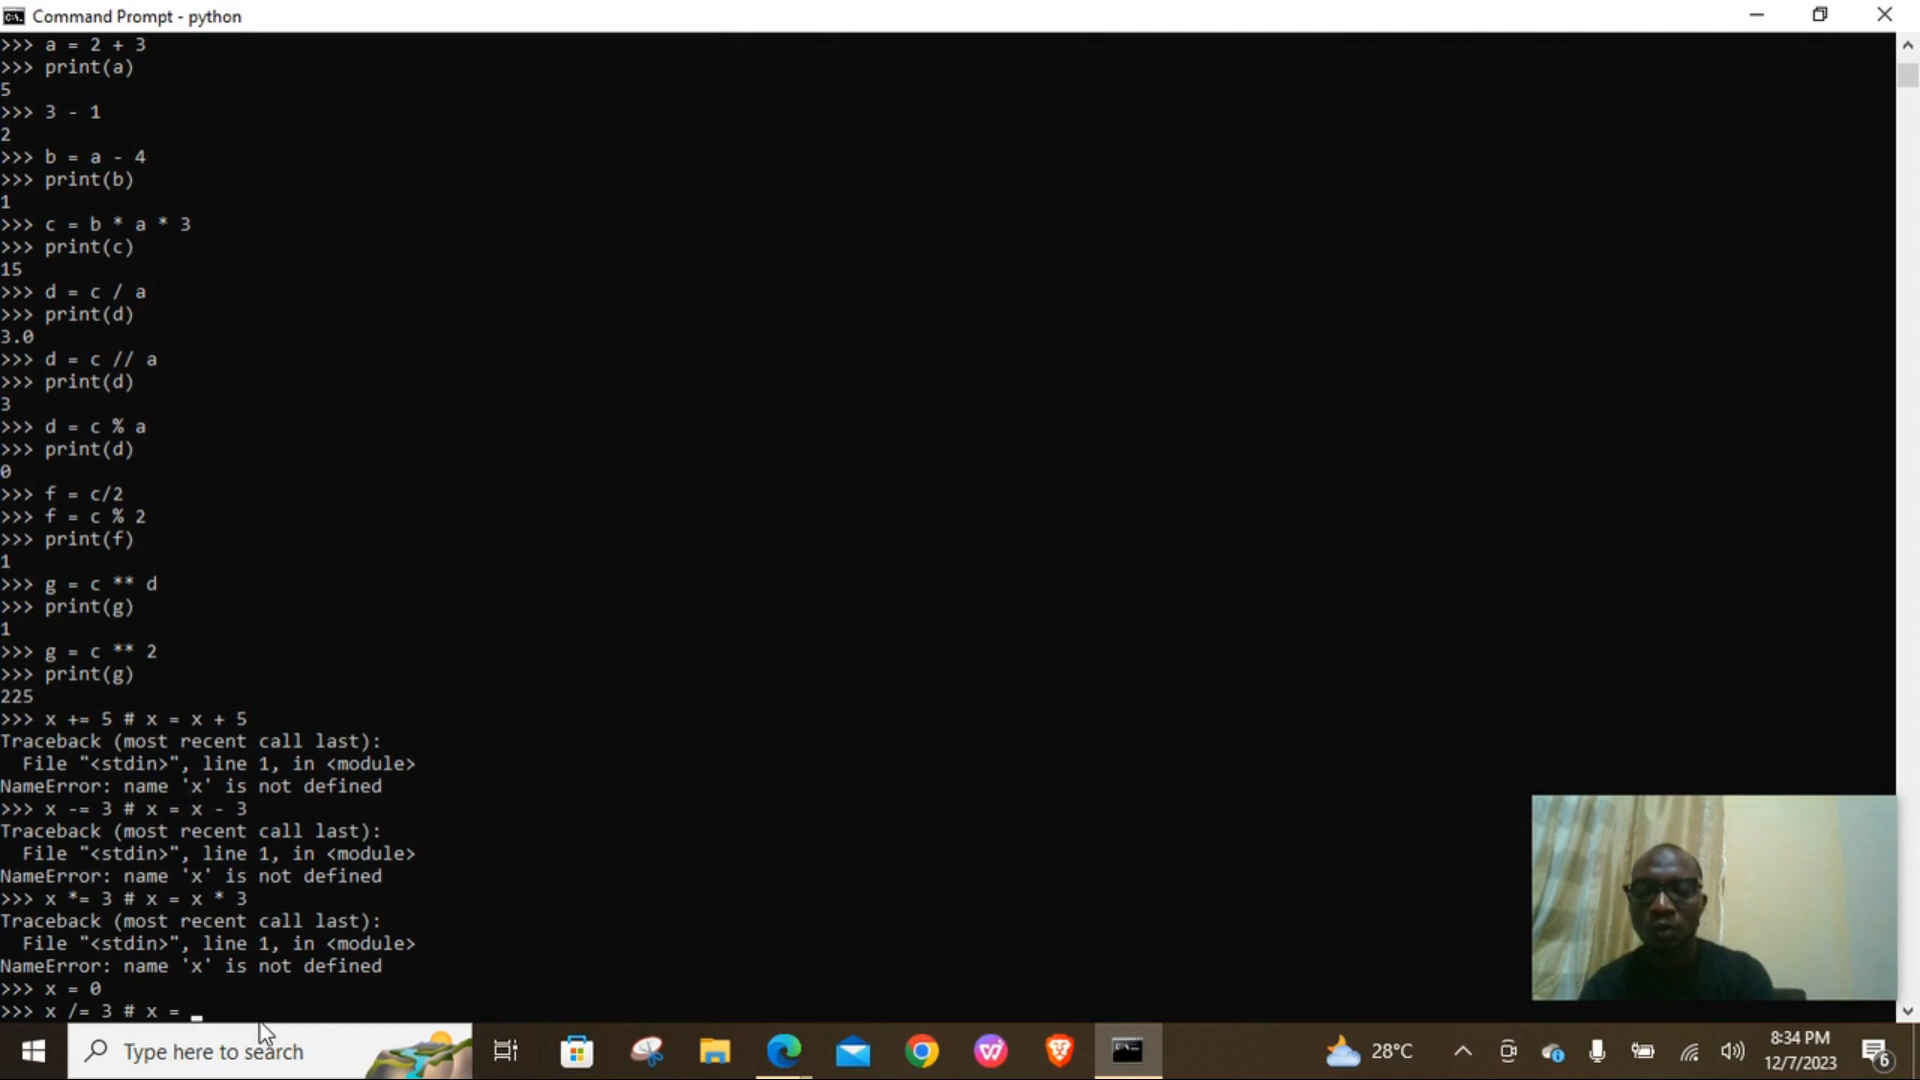 Command Prompt - python
>>> a = 2 + 3
>>> print(a)
5
>>> 3 - 1
2
>>> b = a - 4
>>> print(b)
1
>>> c = b * a * 3
>>> print(c)
15
>>> d = c / a
>>> print(d)
3.0
>>> d = c // a
>>> print(d)
3
>>> d = c % a
>>> print(d)
0
>>> f = c/2
>>> f = c % 2
>>> print(f)
1
>>> g = c ** d
>>> print(g)
1
>>> g = c ** 2
>>> print(g)
225
>>> x += 5 # x = x + 5
Traceback (most recent call last):
  File "<stdin>", line 1, in <module>
NameError: name 'x' is not defined
>>> x -= 3 # x = x - 3
Traceback (most recent call last):
  File "<stdin>", line 1, in <module>
NameError: name 'x' is not defined
>>> x *= 3 # x = x * 3
Traceback (most recent call last):
  File "<stdin>", line 1, in <module>
NameError: name 'x' is not defined
>>> x = 0
>>> x /= 3 # x = _
Type here to search
28°C
8:34 PM
12/7/2023
6